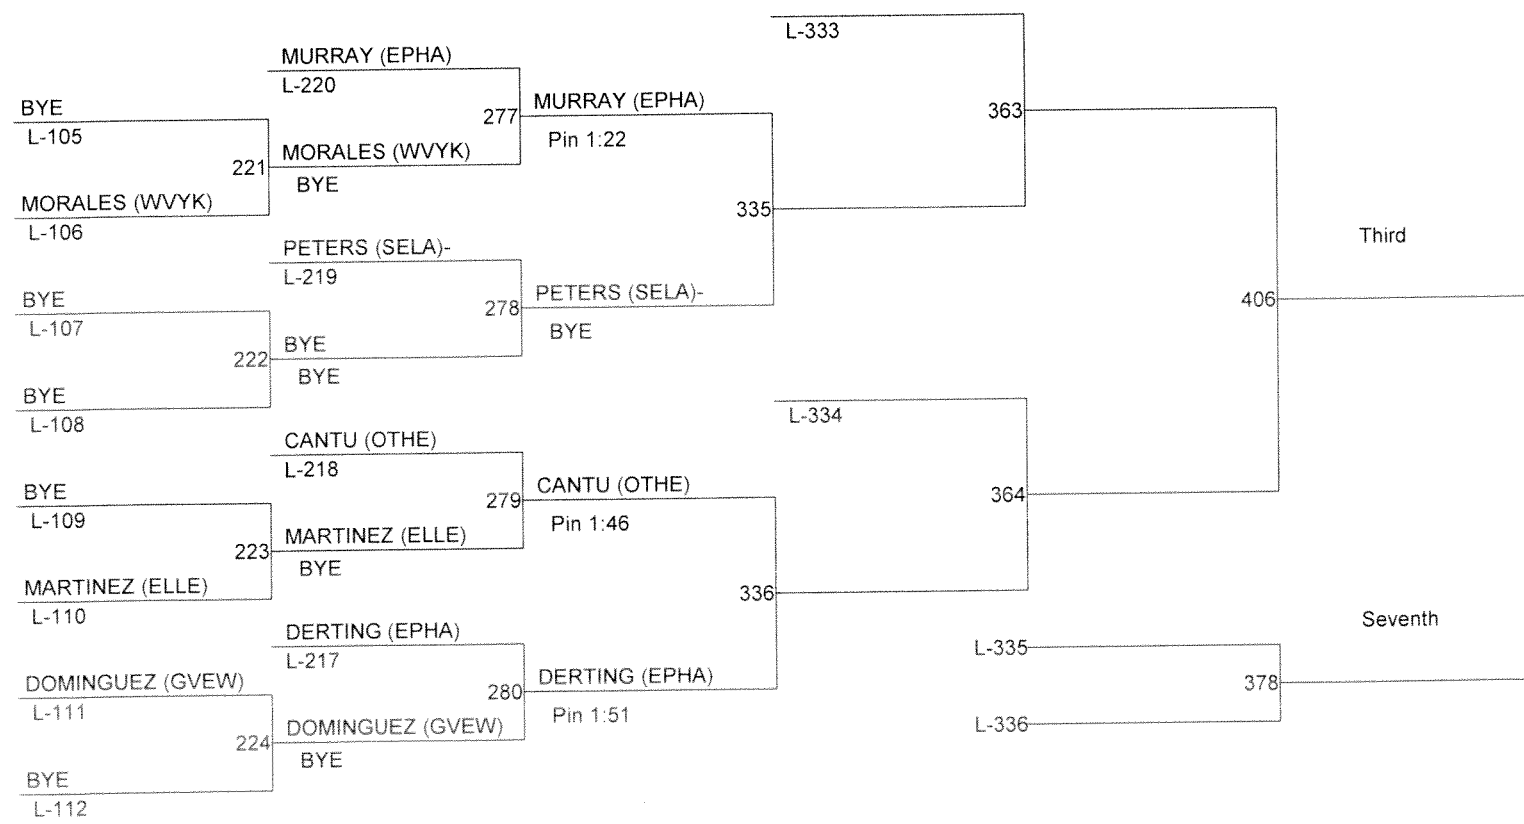 L-333
MURRAY (EPHA)
L-220
BYE
L-105
277
MURRAY (EPHA)
Pin 1:22
363
221
MORALES (WVYK)
BYE
MORALES (WVYK)
L-106
335
PETERS (SELA)-
L-219
Third
BYE
L-107
278
PETERS (SELA)-
BYE
406
222
BYE
BYE
BYE
L-108
L-334
CANTU (OTHE)
L-218
BYE
L-109
279
CANTU (OTHE)
Pin 1:46
364
223
MARTINEZ (ELLE)
BYE
MARTINEZ (ELLE)
L-110
336
DERTING (EPHA)
L-217
Seventh
L-335
DOMINGUEZ (GVEW)
L-111
280
DERTING (EPHA)
Pin 1:51
378
L-336
224
DOMINGUEZ (GVEW)
BYE
BYE
L-112